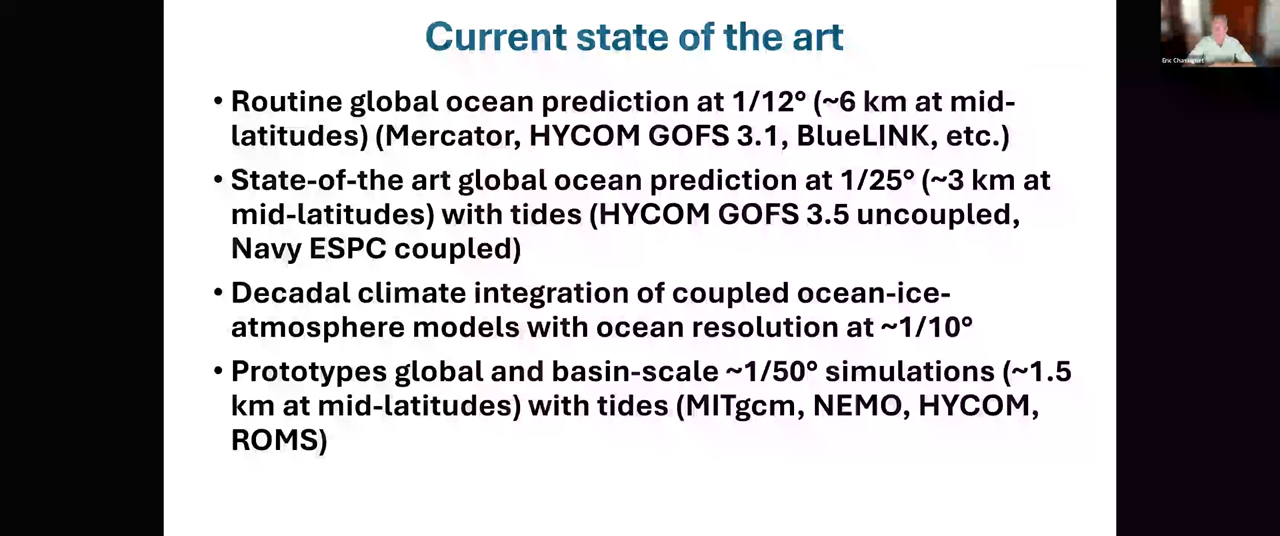 Current state of the art
• Routine global ocean prediction at 1/12° (~6 km at mid-
latitudes) (Mercator, HYCOM GOFS 3.1, BlueLINK, etc.)
• State-of-the art global ocean prediction at 1/25° (~3 km at
mid-latitudes) with tides (HYCOM GOFS 3.5 uncoupled,
Navy ESPC coupled)
• Decadal climate integration of coupled ocean-ice-
atmosphere models with ocean resolution at ~1/10°
• Prototypes global and basin-scale ~1/50° simulations (~1.5
km at mid-latitudes) with tides (MITgcm, NEMO, HYCOM,
ROMS)
Eric